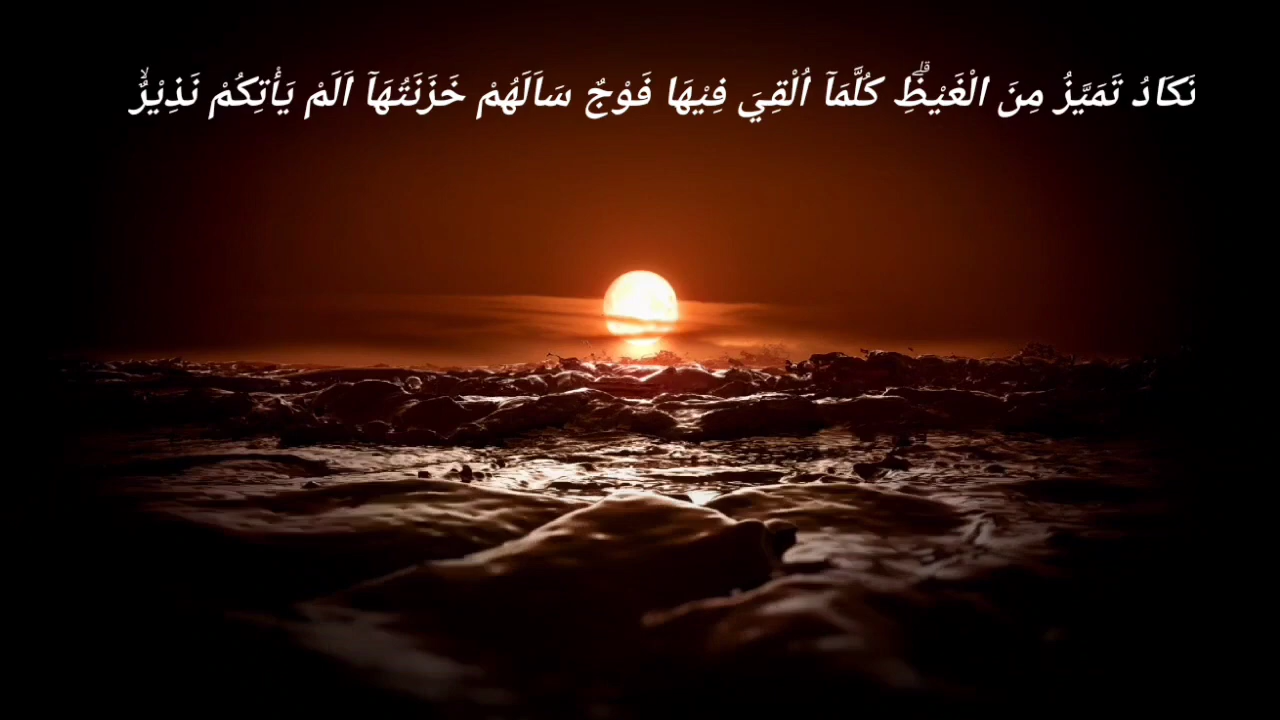 تَكَادُ تَمَيَّزُ مِنَ الْغَيْظِۗ كُلَّمَآ اُلْقِيَ فِيْهَا فَوْجٌ سَاَلَهُمْ خَزَنَتُهَآ اَلَمْ يَأْتِكُمْ نَذِيْرٌۙ